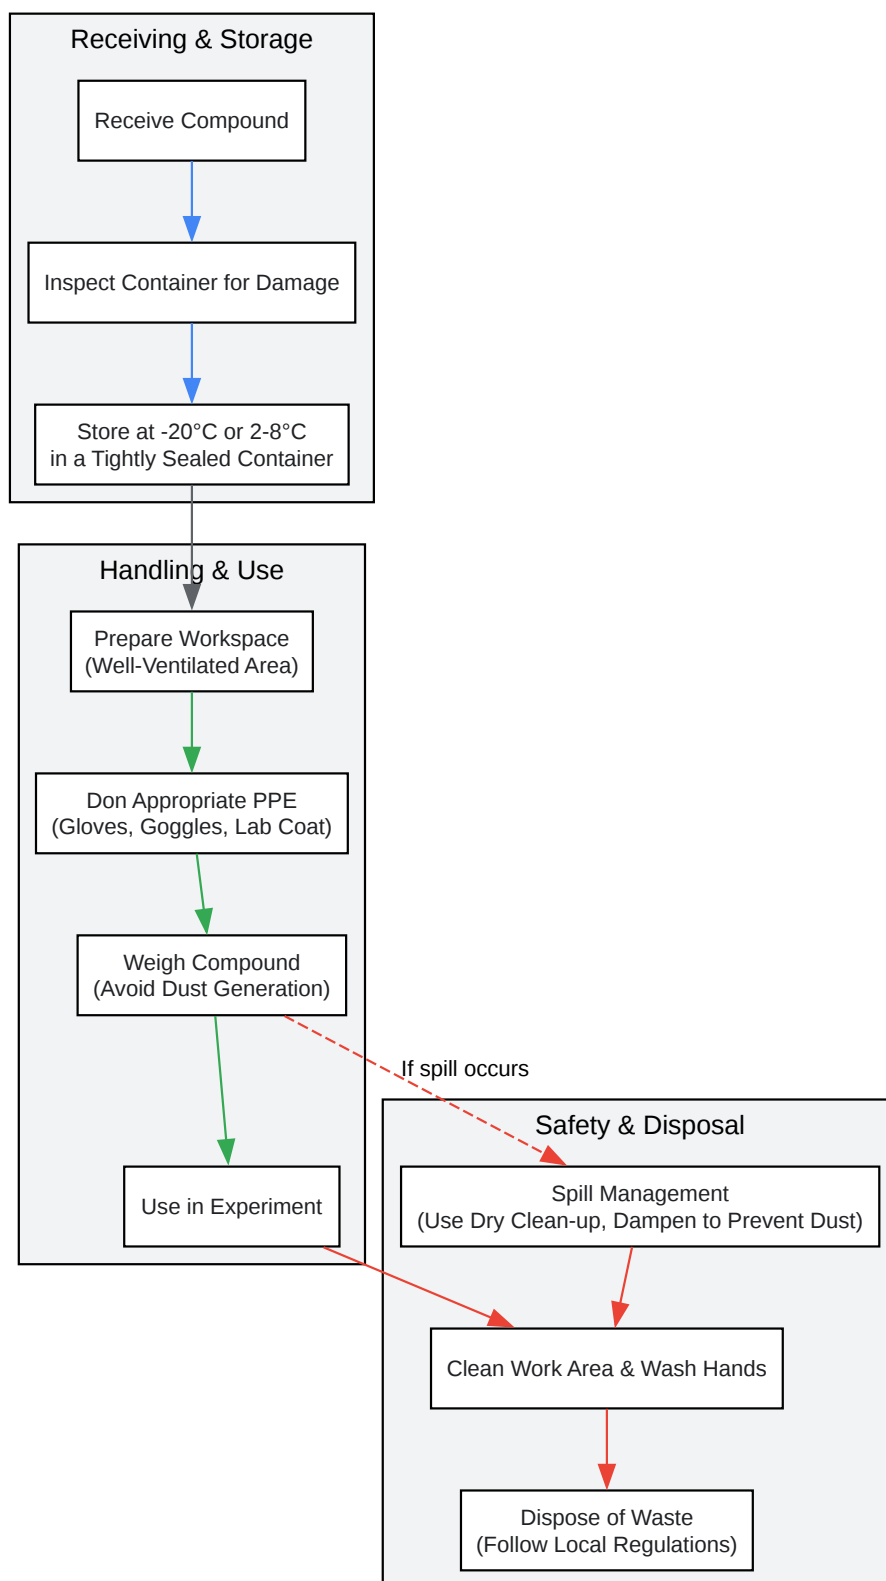 Receiving & Storage
Receive Compound
Inspect Container for Damage
Store at -20°C or 2-8°C
in a Tightly Sealed Container
Handling & Use
Prepare Workspace
(Well-Ventilated Area)
Don Appropriate PPE
(Gloves, Goggles, Lab Coat)
Weigh Compound
(Avoid Dust Generation)
If spill occurs
Use in Experiment
Safety & Disposal
Spill Management
(Use Dry Clean-up, Dampen to Prevent Dust)
Clean Work Area & Wash Hands
Dispose of Waste
(Follow Local Regulations)